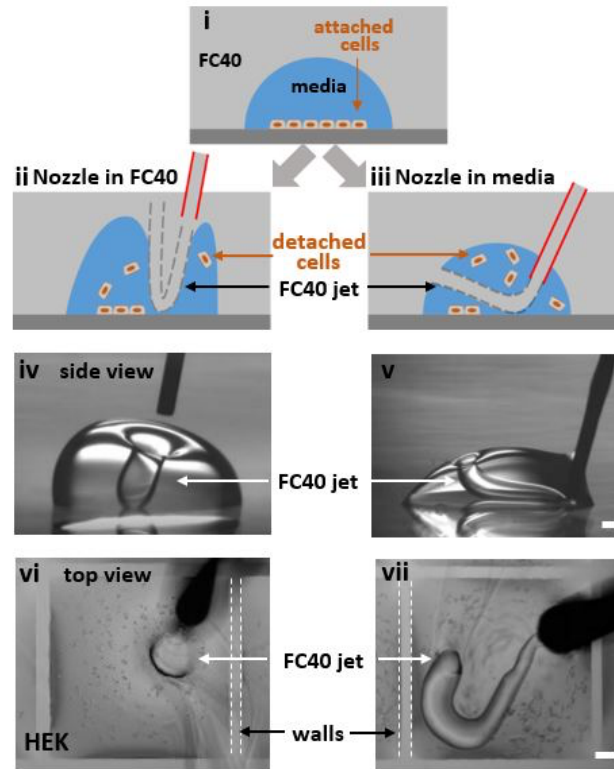 i
attached
cells
FC40
media
ii Nozzle in FC40
iii Nozzle in media
detached
cells
FC40 jet
iv side view
v
FC40 jet
vi top view
vii
FC40 jet
walls
HEK